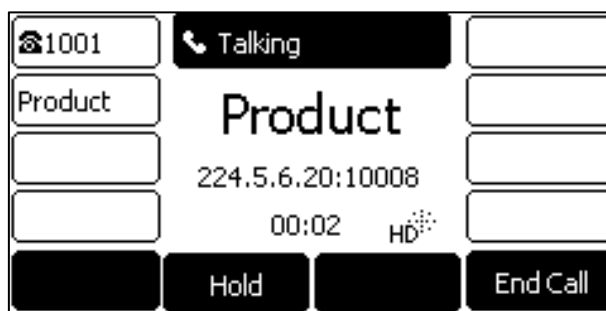 ☎1001
Talking
Product
Product
224.5.6.20:10008
00:02 HD
Hold
End Call